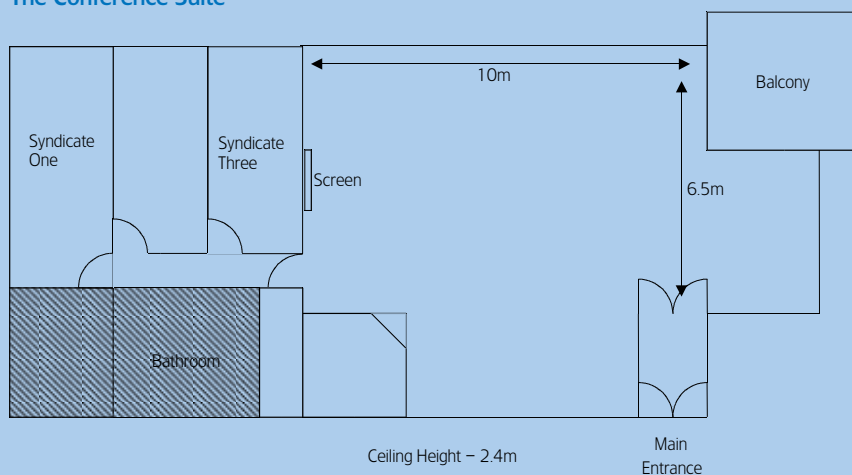 The Conference Suite
10m
Balcony
Syndicate
One
Syndicate
Three
Screen
6.5m
Bathroom
Ceiling Height – 2.4m
Main
Entrance